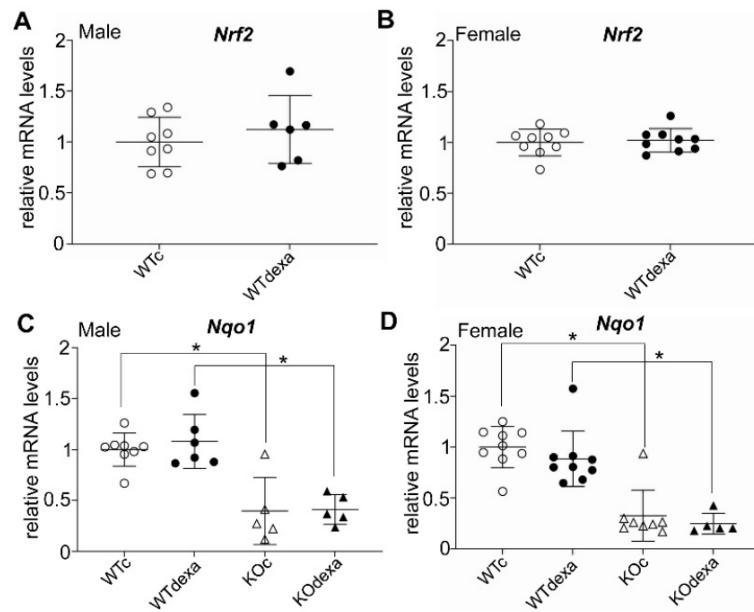 A
Male
Nrf2
relative mRNA levels
2
1.5
1
0.5
0
WTc
WTdexa
B
Female
Nrf2
relative mRNA levels
2
1.5
1
0.5
0
WTc
WTdexa
C
Male
Nqo1
relative mRNA levels
2
1.5
1
0.5
0
*
*
WTc
WTdexa
KOc
KOdexa
D
Female
Nqo1
relative mRNA levels
2
1.5
1
0.5
0
*
*
WTc
WTdexa
KOc
KOdexa